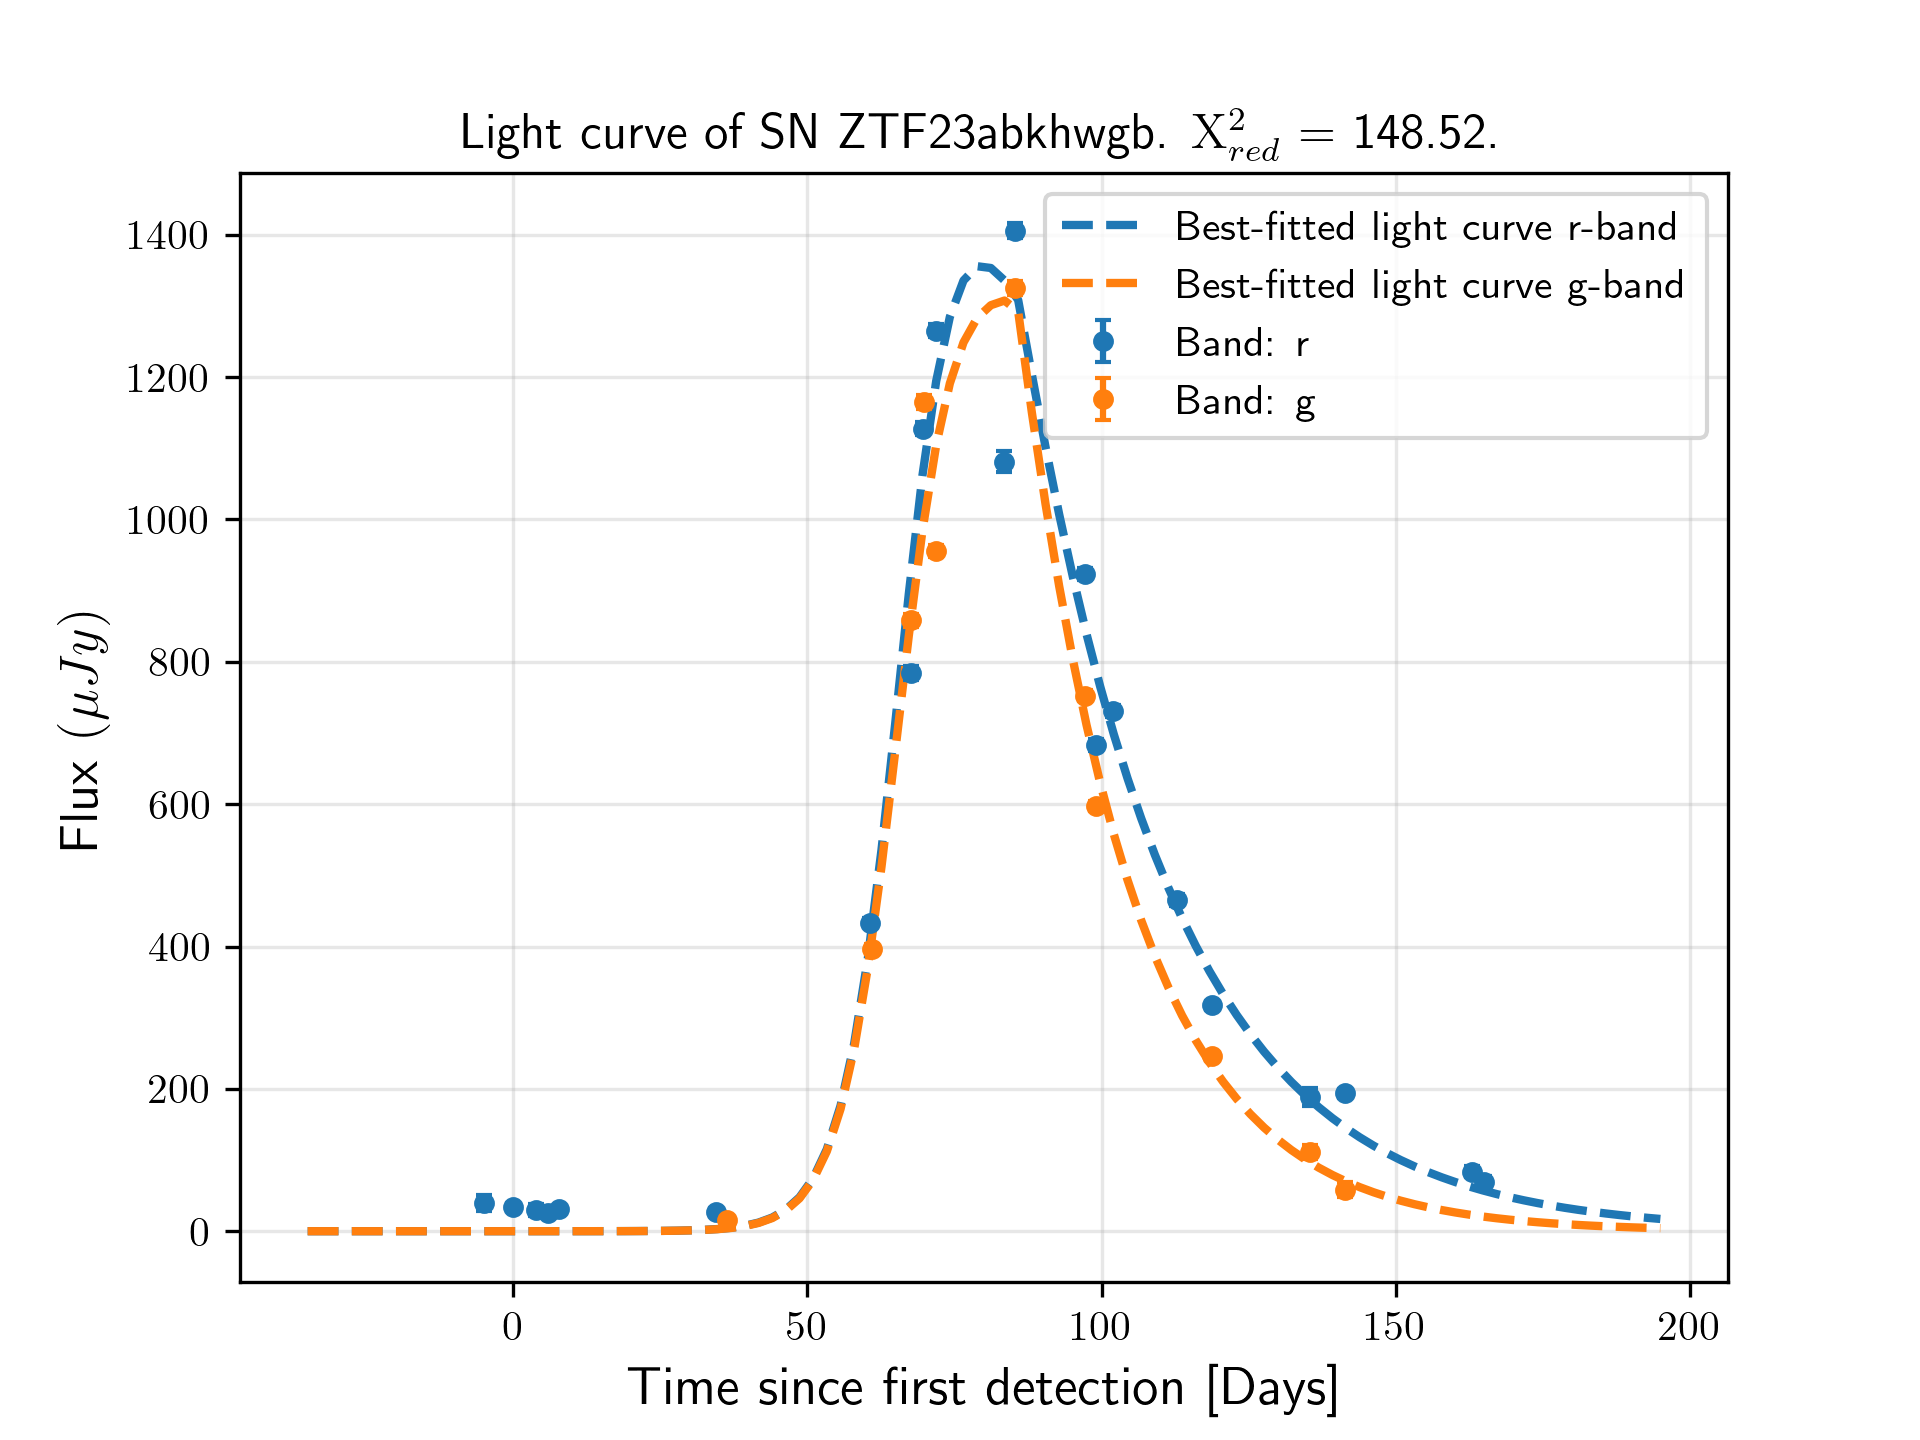 Light curve of SN ZTF23abkhwgb. X²_red = 148.52.
Best-fitted light curve r-band
Best-fitted light curve g-band
Band: r
Band: g
Flux (μJy)
1400
1200
1000
800
600
400
200
0
0 50 100 150 200
Time since first detection [Days]